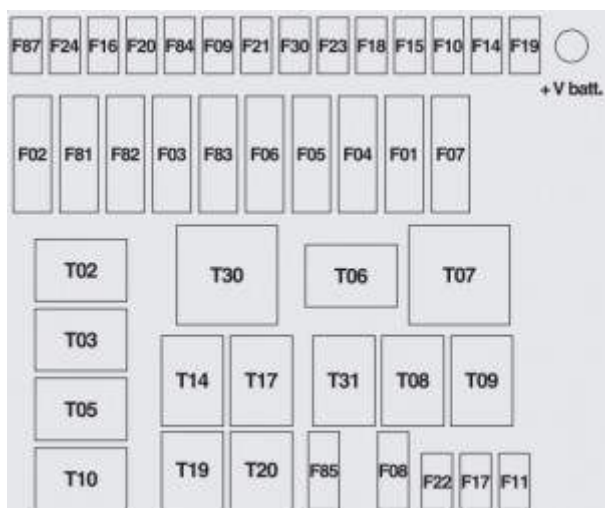 F87 F24 F16 F20 F84 F09 F21 F30 F23 F18 F15 F10 F14 F19
+ V batt.
F02 F81 F82 F03 F83 F06 F05 F04 F01 F07
T02 T30 T06 T07
T03
T14 T17 T31 T08 T09
T05
T10 T19 T20 F85 F08 F22 F17 F11